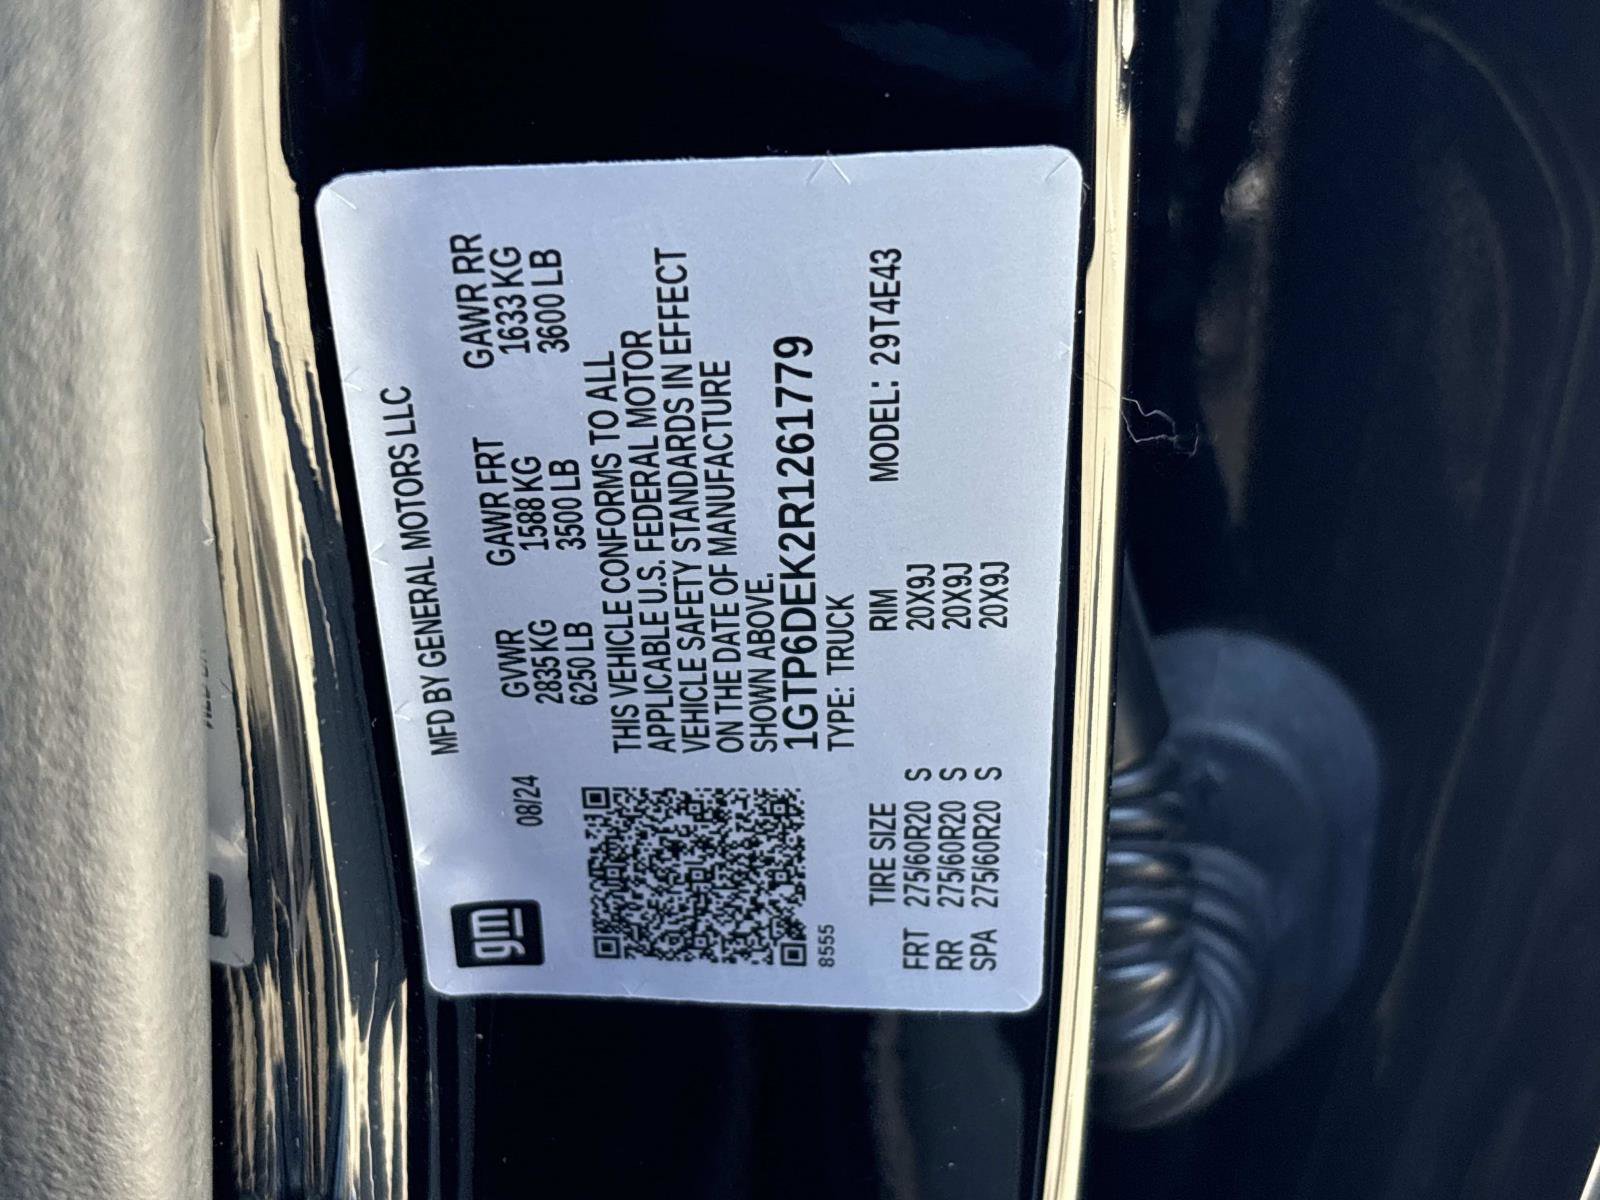 gm
MFD BY GENERAL MOTORS LLC
08/24
GVWR GAWR FRT GAWR RR
2835 KG 1588 KG 1633 KG
6250 LB 3500 LB 3600 LB
THIS VEHICLE CONFORMS TO ALL
APPLICABLE U.S. FEDERAL MOTOR
VEHICLE SAFETY STANDARDS IN EFFECT
ON THE DATE OF MANUFACTURE
SHOWN ABOVE.
1GTP6DEK2R1261779
8555 TYPE: TRUCK
TIRE SIZE RIM MODEL: 29T4E43
FRT 275/60R20 S 20X9J
RR 275/60R20 S 20X9J
SPA 275/60R20 S 20X9J